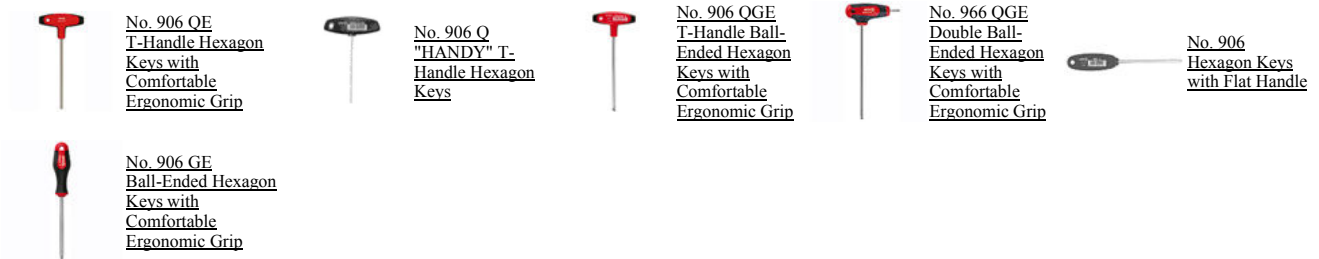 No. 906 QE
T-Handle Hexagon
Keys with
Comfortable
Ergonomic Grip
No. 906 Q
"HANDY" T-
Handle Hexagon
Keys
No. 906 QGE
T-Handle Ball-
Ended Hexagon
Keys with
Comfortable
Ergonomic Grip
No. 966 QGE
Double Ball-
Ended Hexagon
Keys with
Comfortable
Ergonomic Grip
No. 906
Hexagon Keys
with Flat Handle
No. 906 GE
Ball-Ended Hexagon
Keys with
Comfortable
Ergonomic Grip